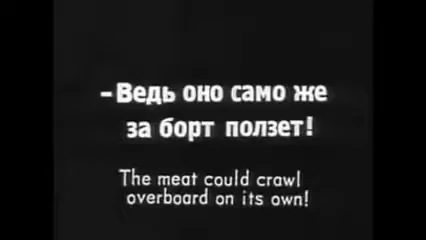 -Ведь оно само же
за борт ползет!
The meat could crawl
overboard on its own!